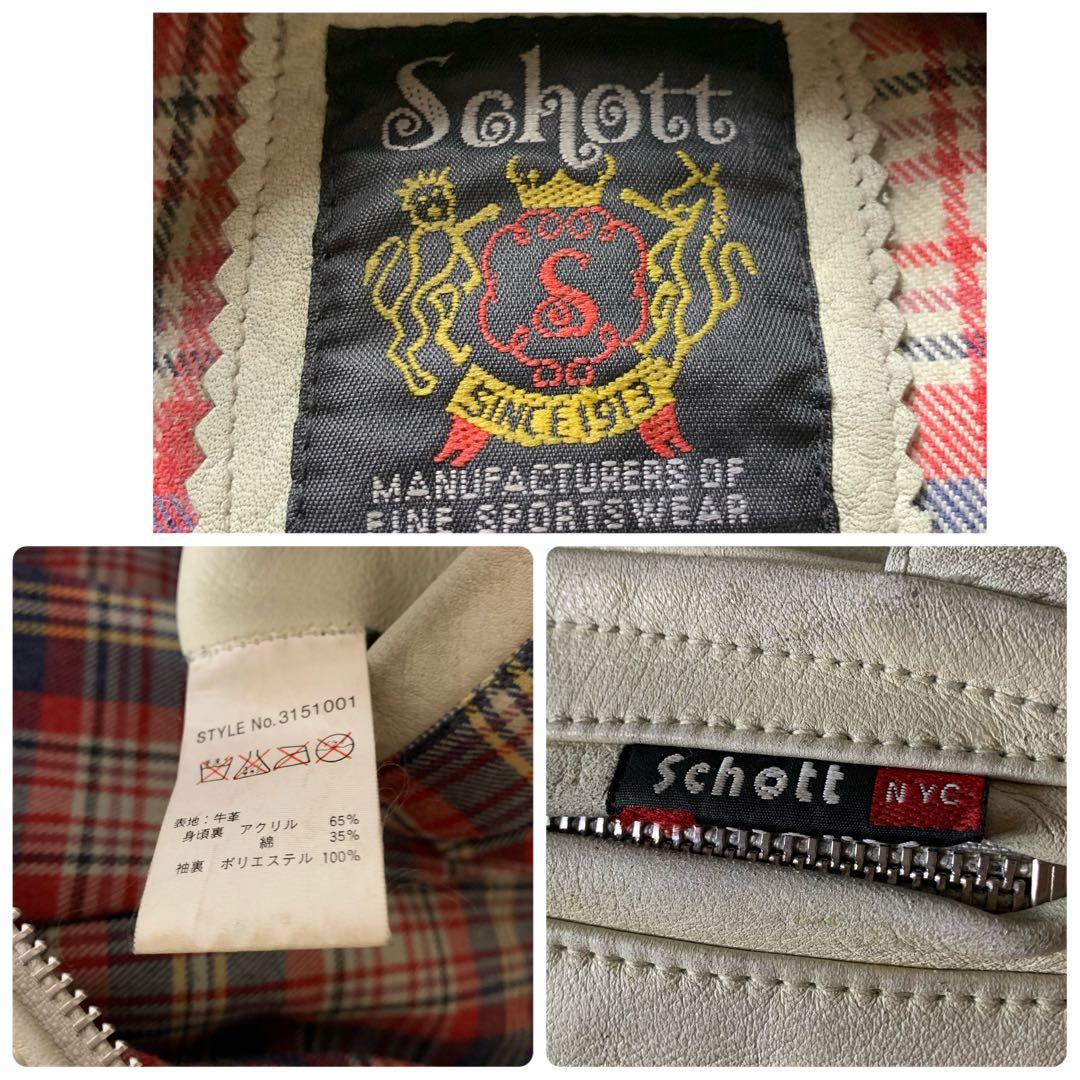 Schott
S
SINCE 1913
MANUFACTURERS OF
FINE SPORTSWEAR
STYLE No.3151001
表地:牛革
身頃裏 アクリル 65%
綿 35%
袖裏 ポリエステル 100%
Schott NYC